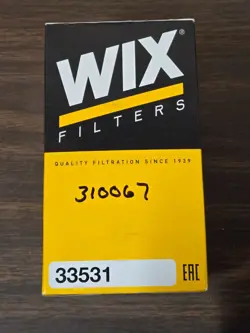 WIX®
FILTERS
QUALITY FILTRATION SINCE 1939
310067
33531
EAC